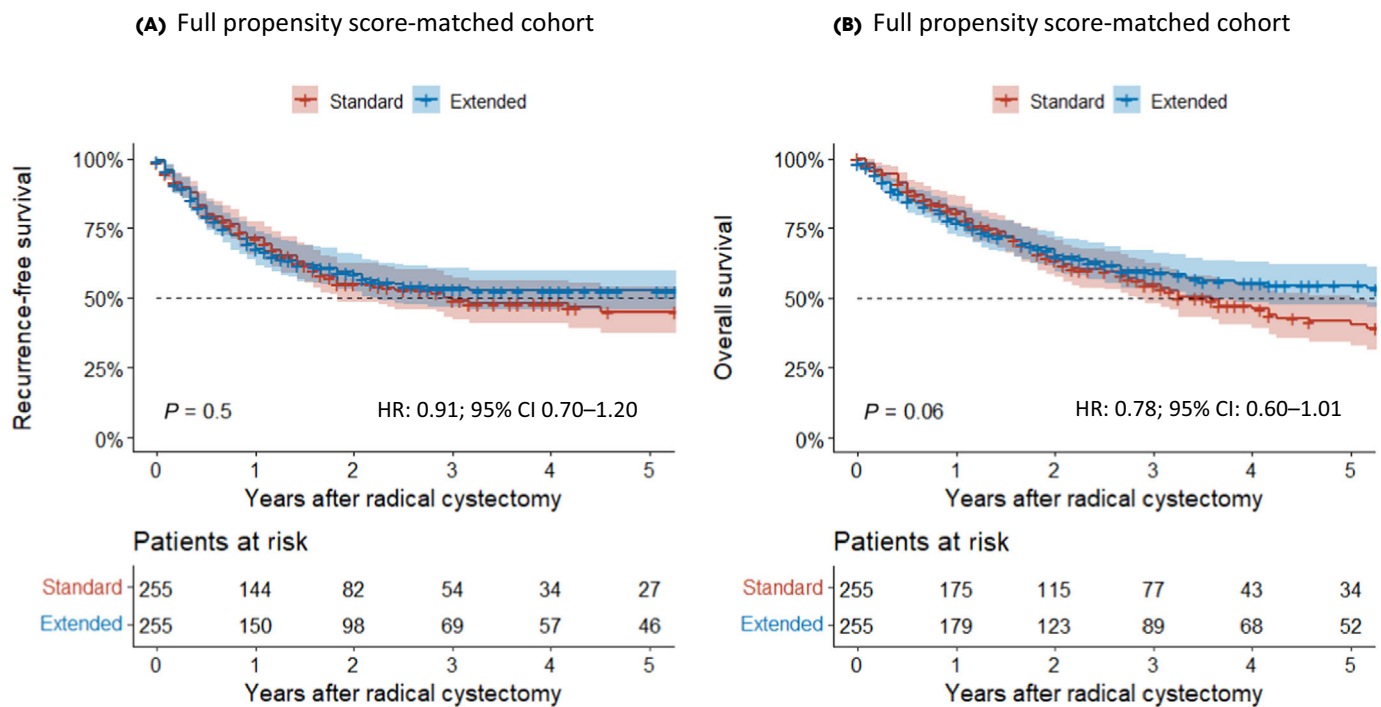 (A) Full propensity score-matched cohort
Standard Extended
Recurrence-free survival
100%
75%
50%
25%
0%
P = 0.5
HR: 0.91; 95% CI 0.70–1.20
0 1 2 3 4 5
Years after radical cystectomy
Patients at risk
Standard 255 144 82 54 34 27
Extended 255 150 98 69 57 46
0 1 2 3 4 5
Years after radical cystectomy
(B) Full propensity score-matched cohort
Standard Extended
Overall survival
100%
75%
50%
25%
0%
P = 0.06
HR: 0.78; 95% CI: 0.60–1.01
0 1 2 3 4 5
Years after radical cystectomy
Patients at risk
Standard 255 175 115 77 43 34
Extended 255 179 123 89 68 52
0 1 2 3 4 5
Years after radical cystectomy